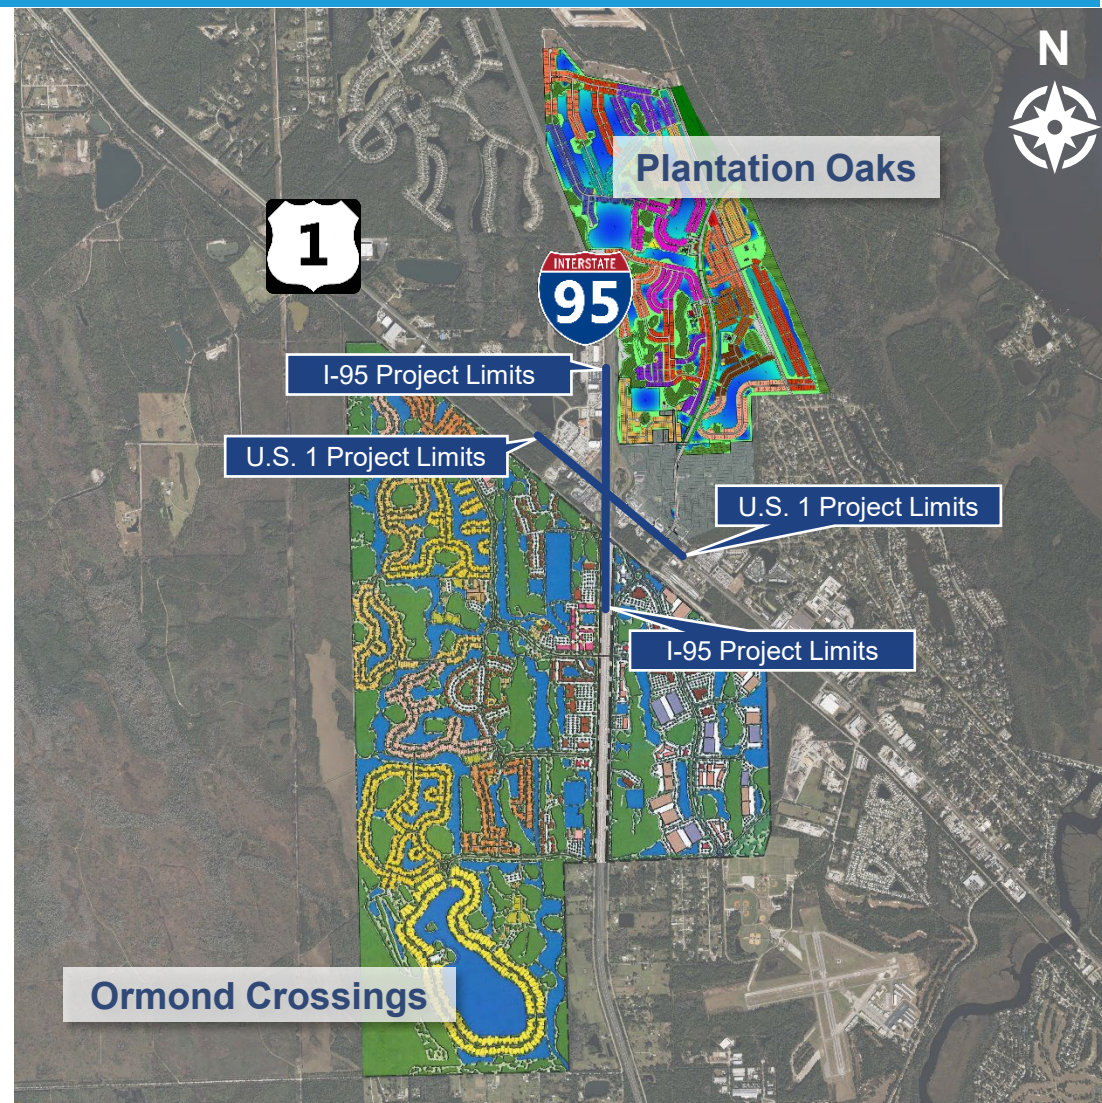 N
Plantation Oaks
1
INTERSTATE
95
I-95 Project Limits
U.S. 1 Project Limits
U.S. 1 Project Limits
I-95 Project Limits
Ormond Crossings